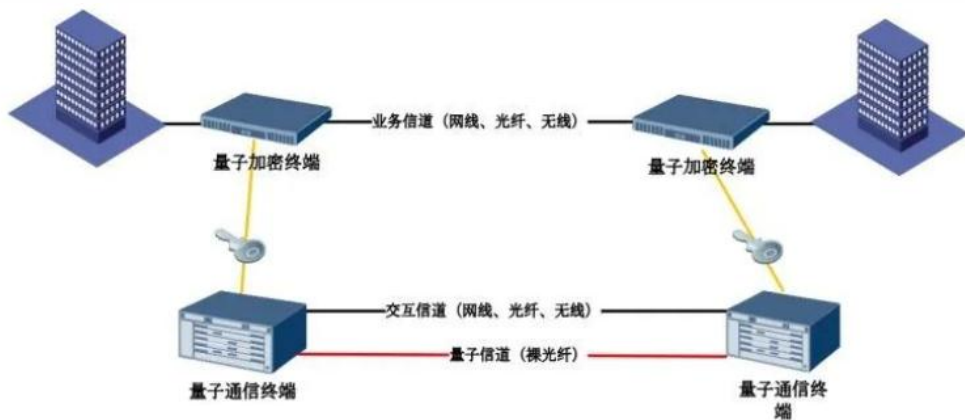 业务信道（网线、光纤、无线）
量子加密终端
量子加密终端
交互信道（网线、光纤、无线）
量子信道（裸光纤）
量子通信终端
量子通信终
端